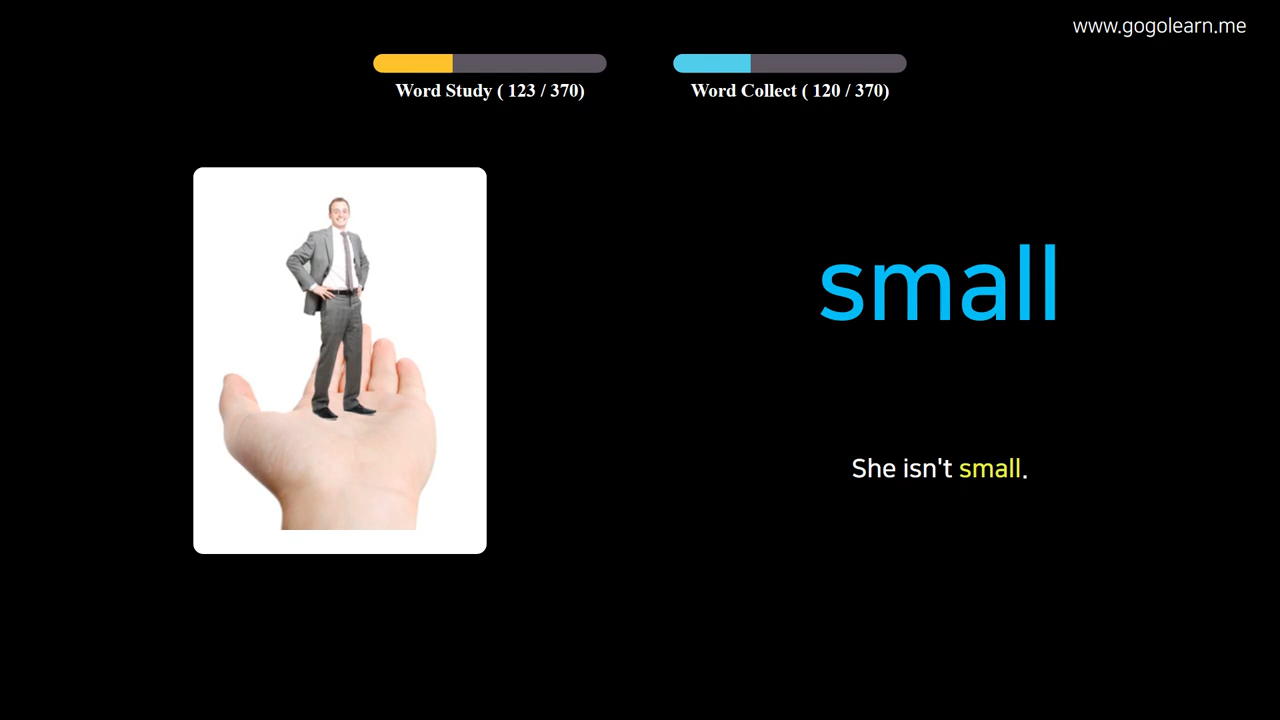 www.gogolearn.me
Word Study ( 123 / 370)
Word Collect ( 120 / 370)
small
She isn't small.